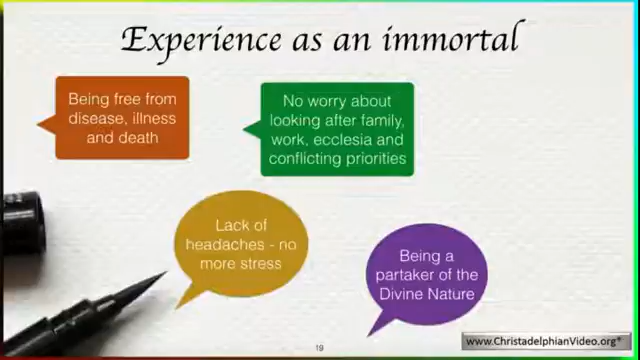 Experience as an immortal
Being free from
disease, illness
and death
No worry about
looking after family,
work, ecclesia and
conflicting priorities
Lack of
headaches - no
more stress
Being a
partaker of the
Divine Nature
19
www.ChristadelphianVideo.org*